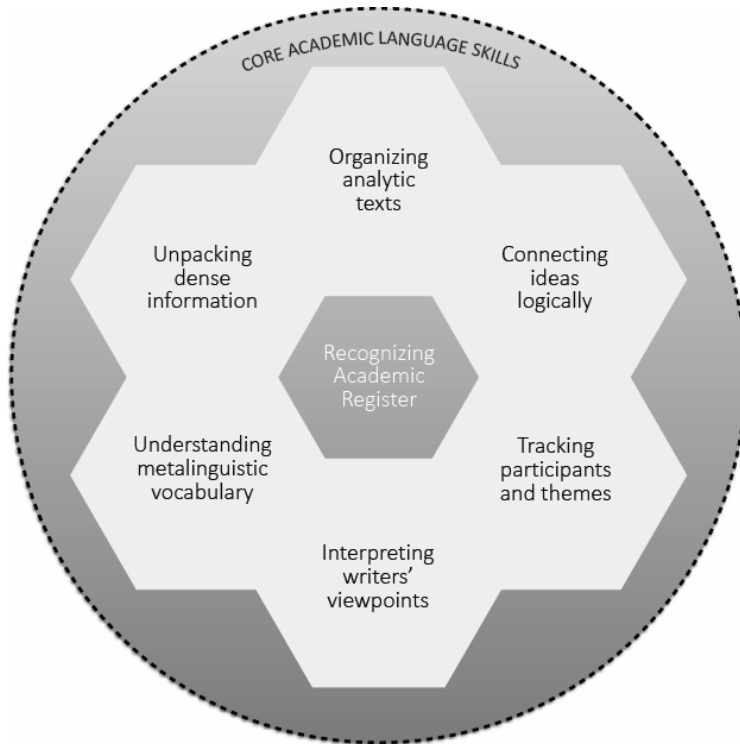 CORE ACADEMIC LANGUAGE SKILLS
Organizing
analytic
texts
Unpacking
dense
information
Connecting
ideas
logically
Recognizing
Academic
Register
Understanding
metalinguistic
vocabulary
Tracking
participants
and themes
Interpreting
writers’
viewpoints